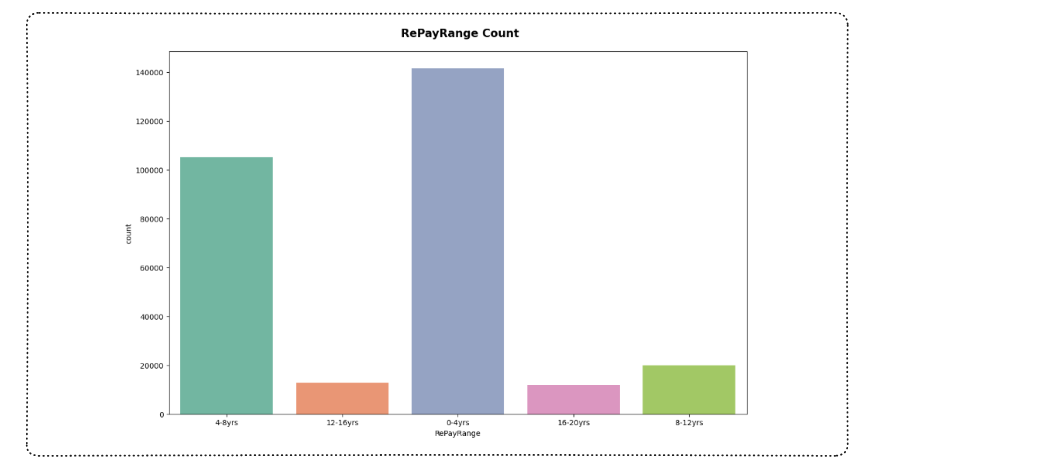 RePayRange Count
140000
120000
100000
80000
60000
40000
20000
0
count
4-8yrs 12-16yrs 0-4yrs 16-20yrs 8-12yrs
RePayRange